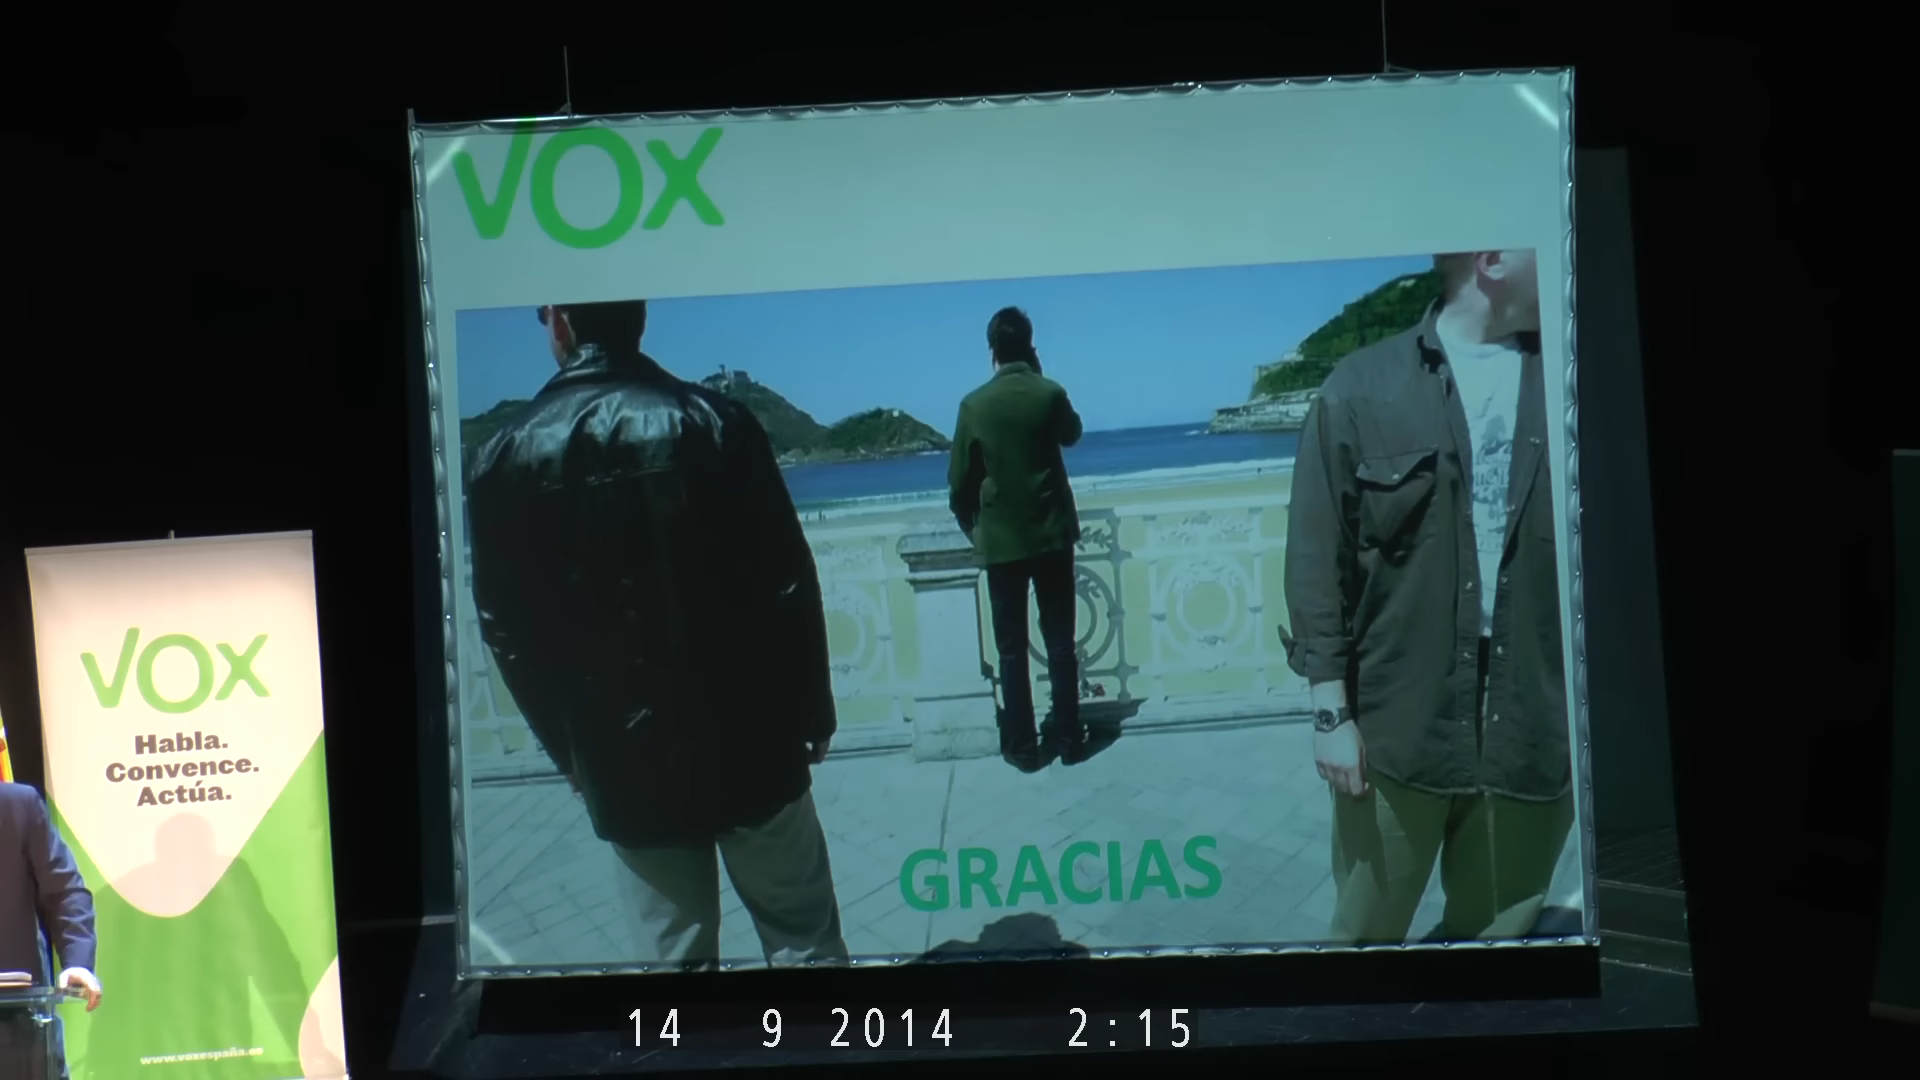 VOX
GRACIAS
VOX
Habla.
Convence.
Actúa.
www.voxespaña.es
14 9 2014 2:15